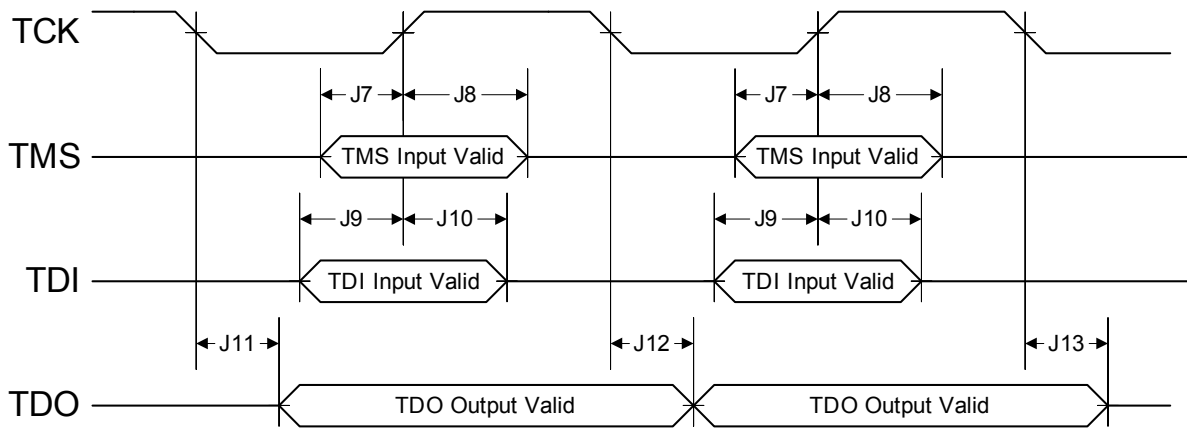 TCK
J7 J8 J7 J8
TMS TMS Input Valid TMS Input Valid
J9 J10 J9 J10
TDI TDI Input Valid TDI Input Valid
J11 J12 J13
TDO TDO Output Valid TDO Output Valid